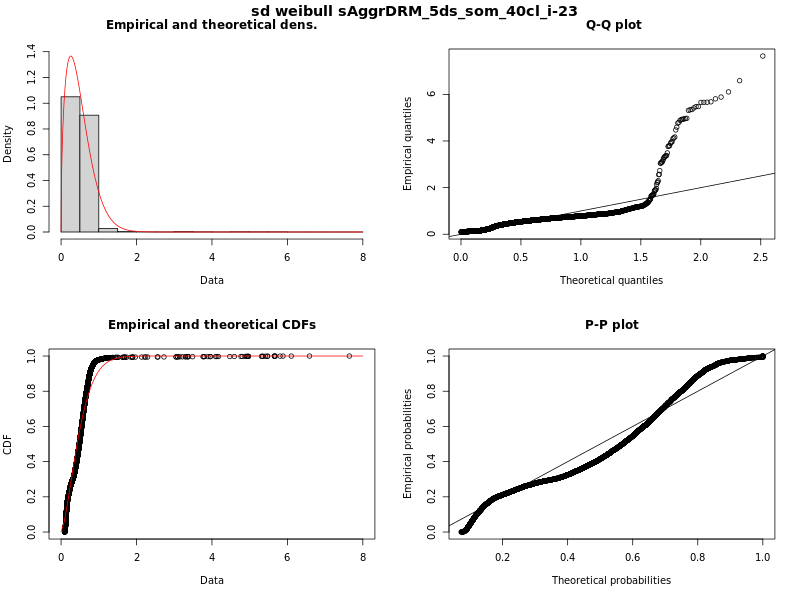 sd weibull sAggrDRM_5ds_som_40cl_i-23
Empirical and theoretical dens.
Density
0.0 0.2 0.4 0.6 0.8 1.0 1.2 1.4
0 2 4 6 8
Data
Q-Q plot
Empirical quantiles
0 2 4 6
0.0 0.5 1.0 1.5 2.0 2.5
Theoretical quantiles
Empirical and theoretical CDFs
CDF
0.0 0.2 0.4 0.6 0.8 1.0
0 2 4 6 8
Data
P-P plot
Empirical probabilities
0.0 0.2 0.4 0.6 0.8 1.0
0.2 0.4 0.6 0.8 1.0
Theoretical probabilities